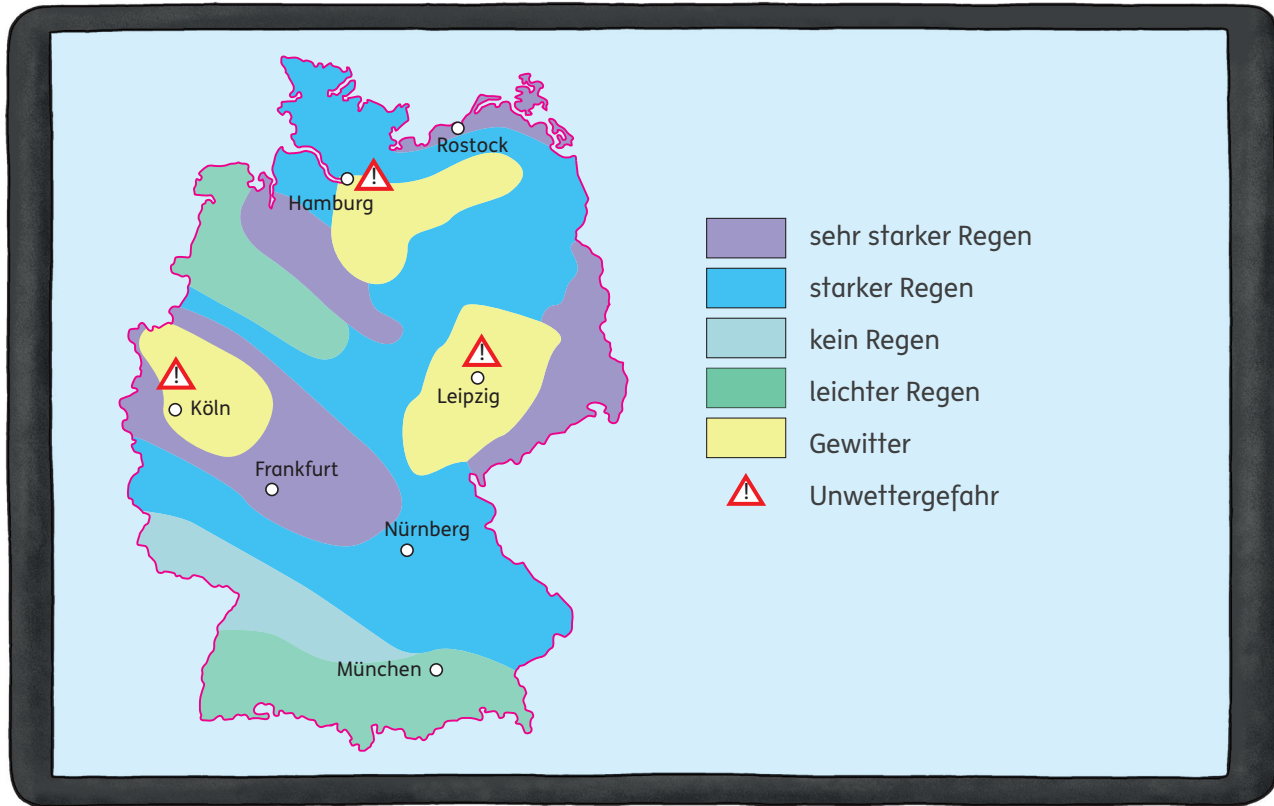 Rostock
!
Hamburg
!
Leipzig
!
Köln
Frankfurt
Nürnberg
München
sehr starker Regen
starker Regen
kein Regen
leichter Regen
Gewitter
! Unwettergefahr